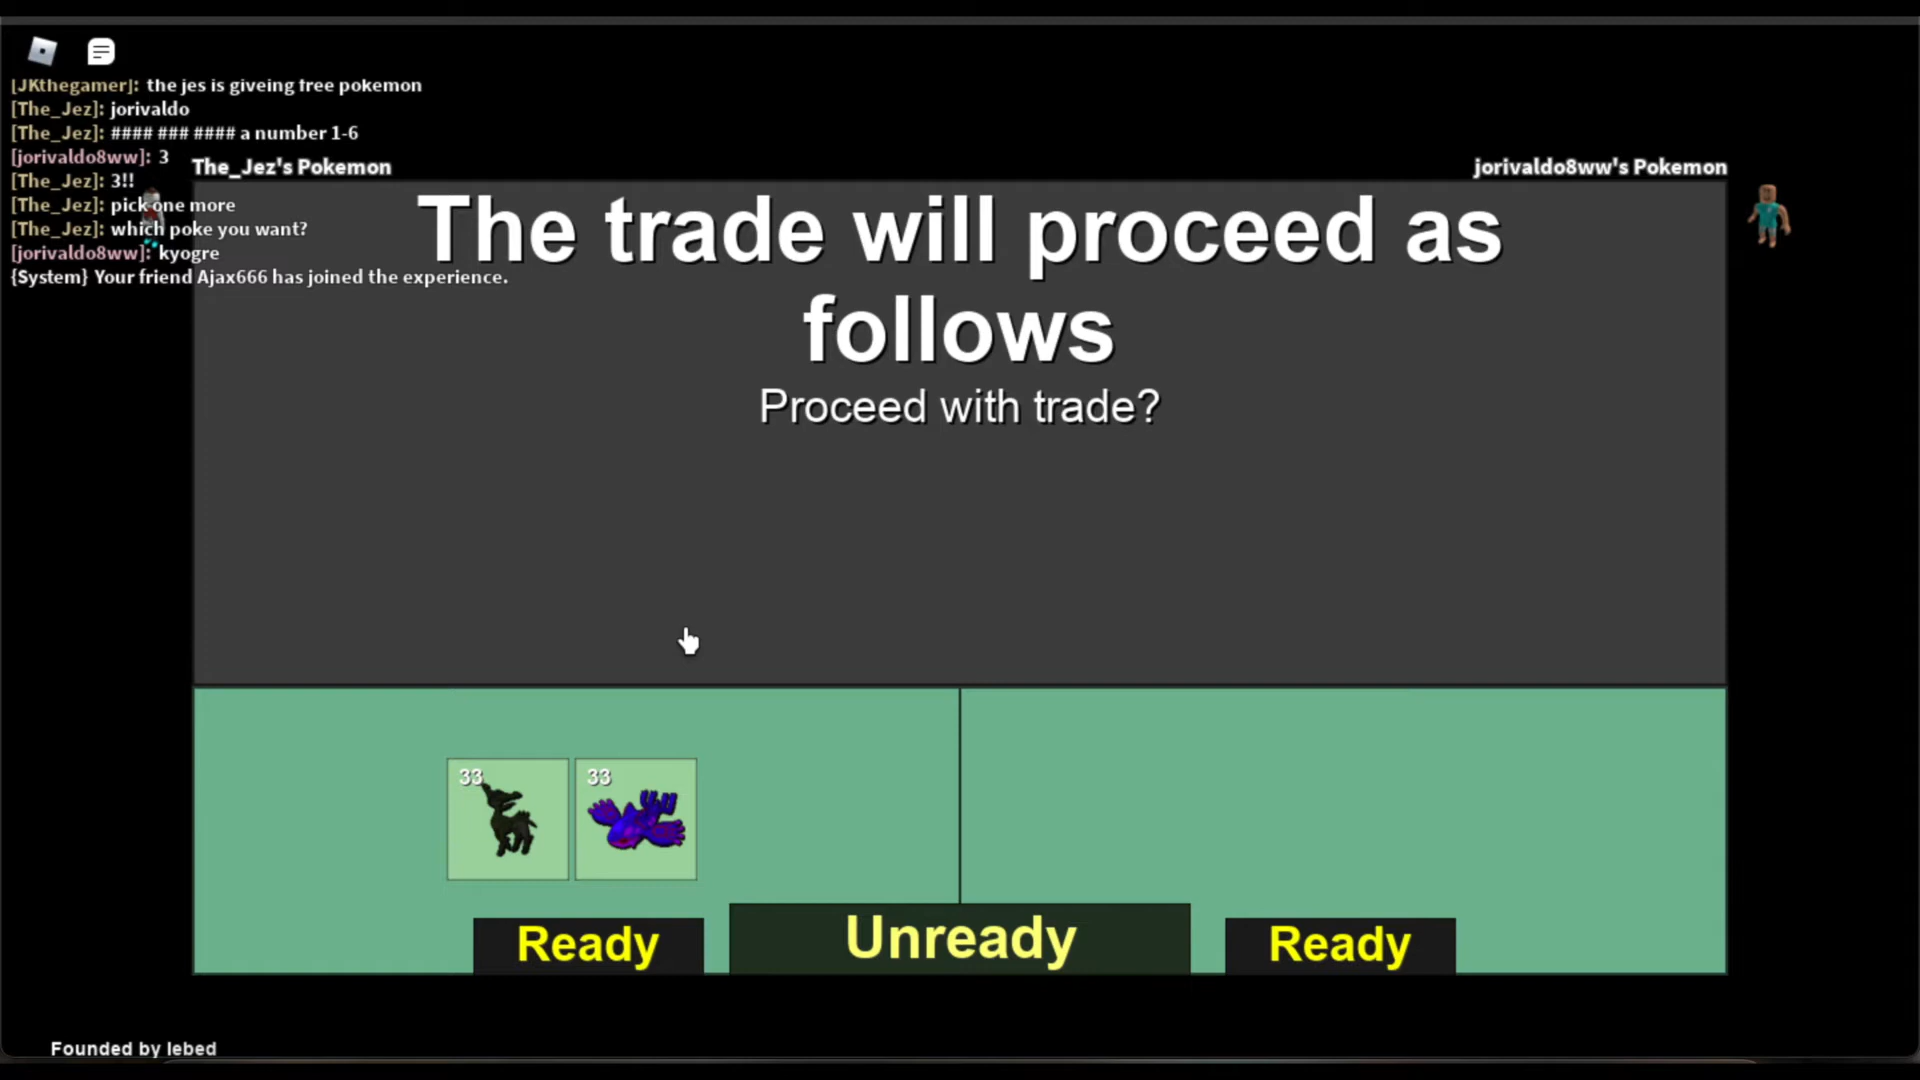 [JKthegamer]: the jes is giveing free pokemon
[The_Jez]: jorivaldo
[The_Jez]: #### ### #### a number 1-6
[jorivaldo8ww]: 3
[The_Jez]: 3!!
[The_Jez]: pick one more
[The_Jez]: which poke you want?
[jorivaldo8ww]: kyogre
{System} Your friend Ajax666 has joined the experience.
The_Jez's Pokemon
jorivaldo8ww's Pokemon
The trade will proceed as
follows
Proceed with trade?
33
33
Ready
Unready
Ready
Founded by lebed